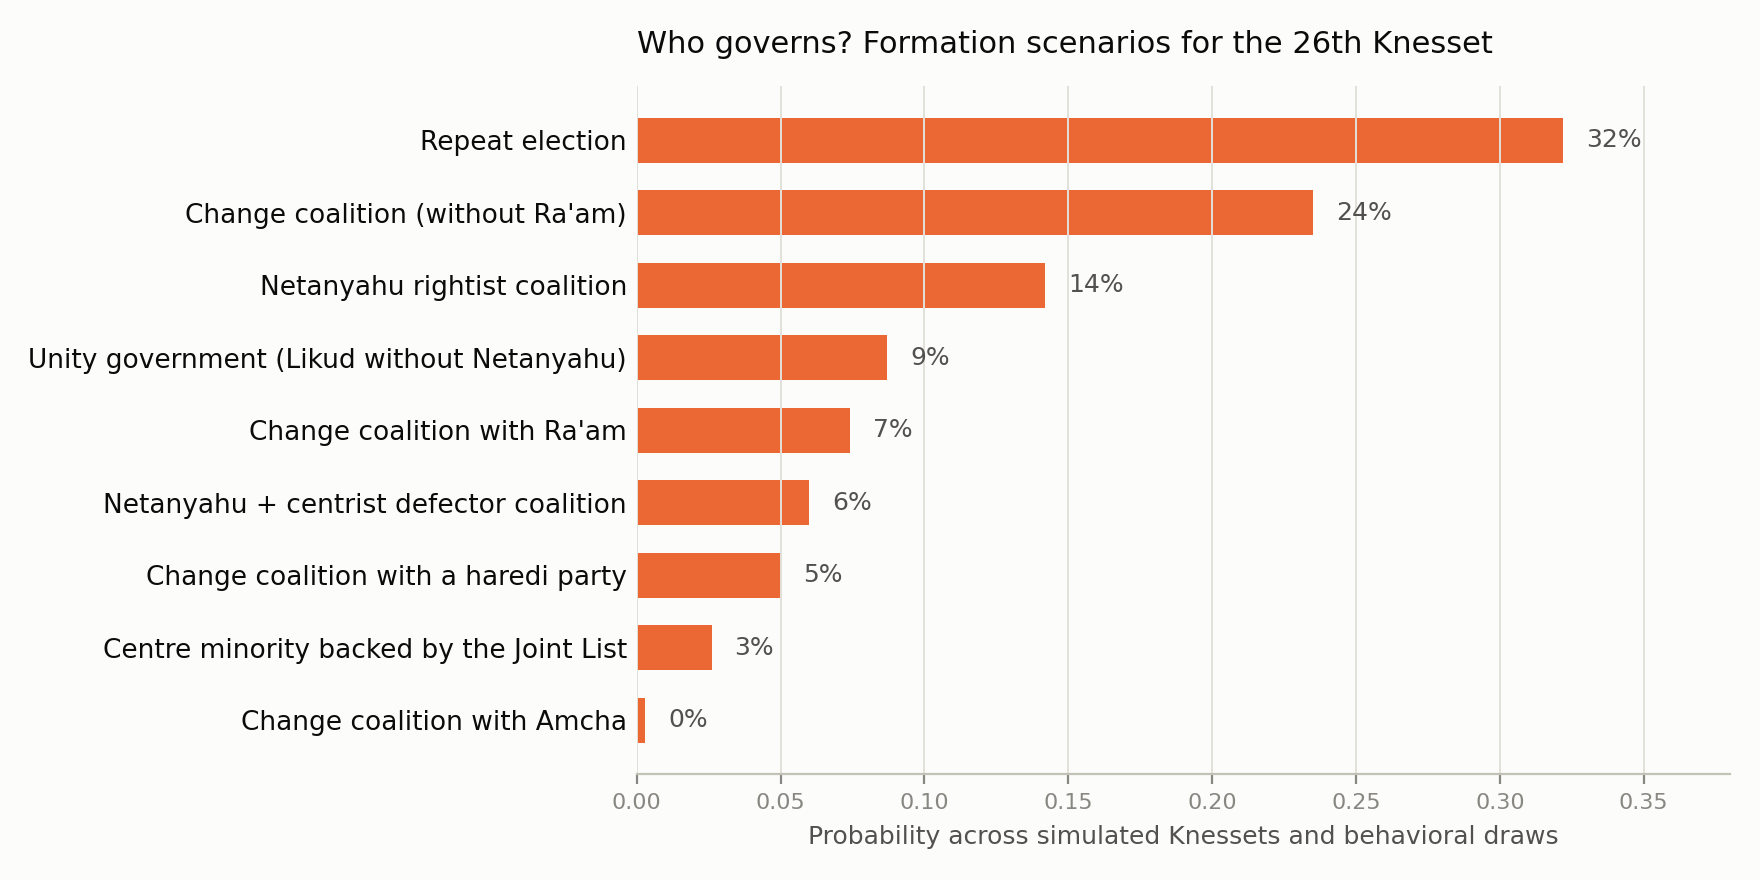 Who governs? Formation scenarios for the 26th Knesset
Repeat election 32%
Change coalition (without Ra'am) 24%
Netanyahu rightist coalition 14%
Unity government (Likud without Netanyahu) 9%
Change coalition with Ra'am 7%
Netanyahu + centrist defector coalition 6%
Change coalition with a haredi party 5%
Centre minority backed by the Joint List 3%
Change coalition with Amcha 0%
0.00 0.05 0.10 0.15 0.20 0.25 0.30 0.35
Probability across simulated Knessets and behavioral draws